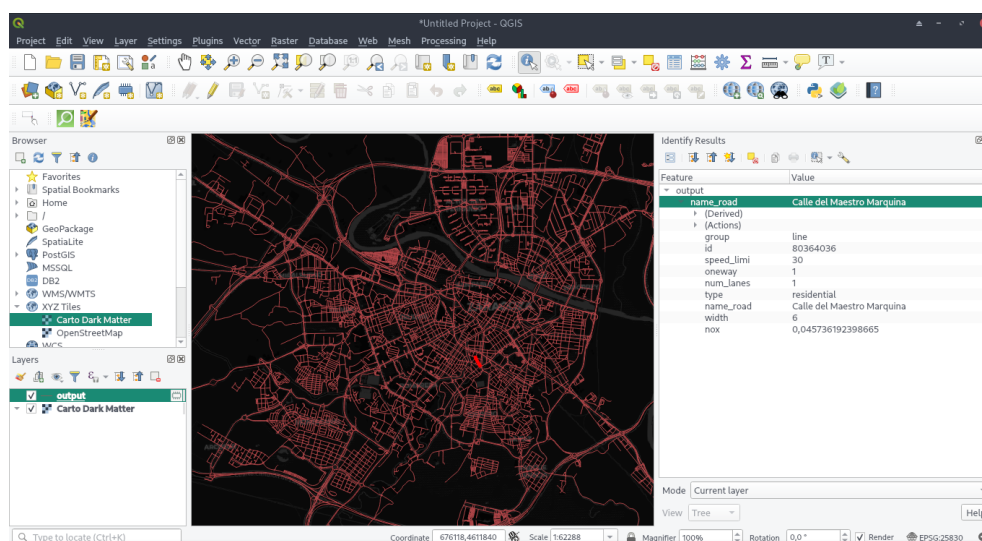 *Untitled Project - QGIS
Project Edit View Layer Settings Plugins Vector Raster Database Web Mesh Processing Help
Browser
Favorites
Spatial Bookmarks
Home
/
GeoPackage
SpatiaLite
PostGIS
MSSQL
DB2
WMS/WMTS
XYZ Tiles
Carto Dark Matter
OpenStreetMap
WCS
Layers
output
Carto Dark Matter
Identify Results
Feature Value
output
name_road Calle del Maestro Marquina
(Derived)
(Actions)
group line
id 80364036
speed_limi 30
oneway 1
num_lanes 1
type residential
name_road Calle del Maestro Marquina
width 6
nox 0,045736192398665
Mode Current layer
View Tree Help
Type to locate (Ctrl+K) Coordinate 676118,4611840 Scale 1:62288 Magnifier 100% Rotation 0,0 ° Render EPSG:25830